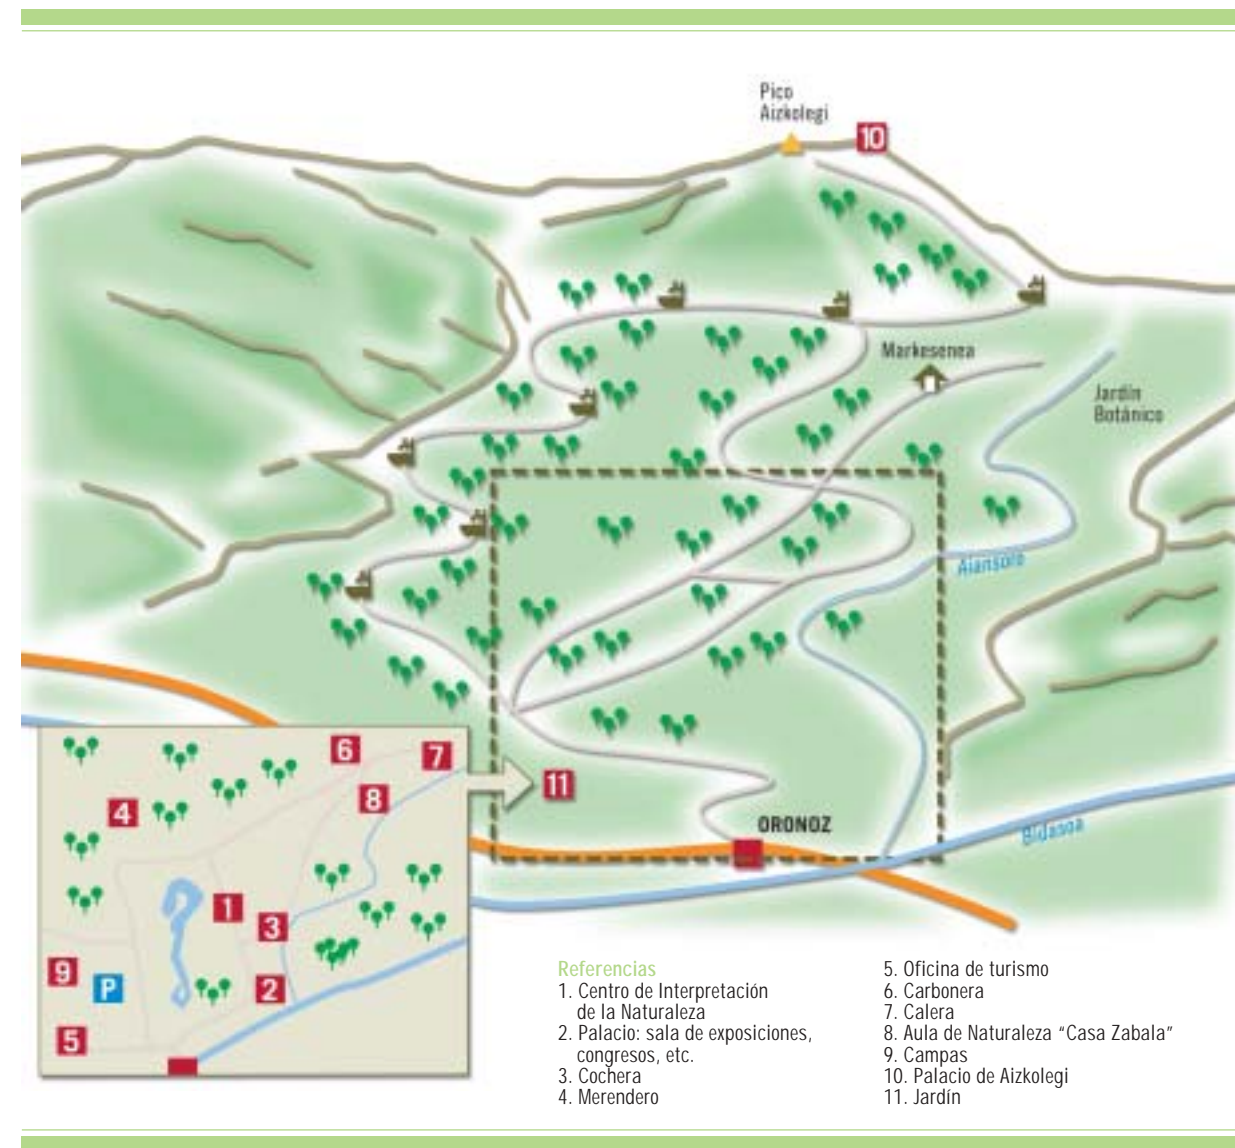 Pico
Aizkolegi
10
Markesenea
Jardín
Botánico
Aiansoro
6
7
4
8
11
ORONOZ
Bidasoa
1
3
9
P
2
5
Referencias
1. Centro de Interpretación
de la Naturaleza
2. Palacio: sala de exposiciones,
congresos, etc.
3. Cochera
4. Merendero
5. Oficina de turismo
6. Carbonera
7. Calera
8. Aula de Naturaleza “Casa Zabala”
9. Campas
10. Palacio de Aizkolegi
11. Jardín